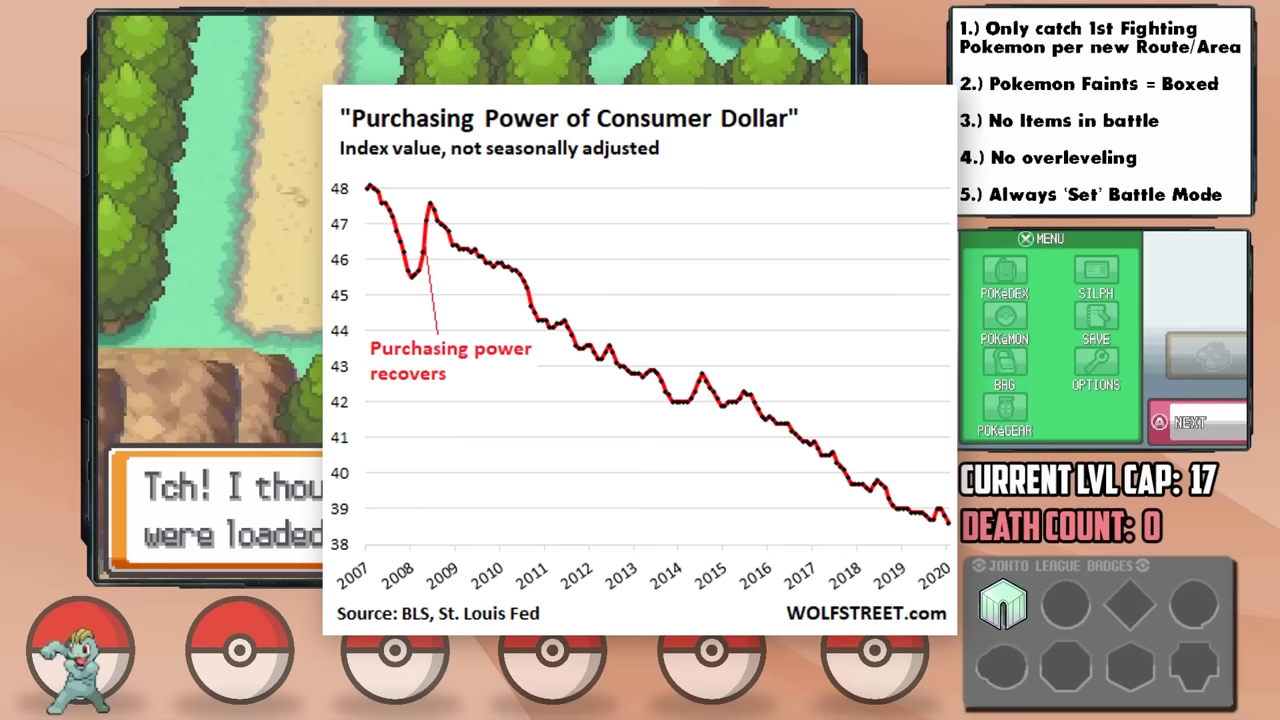 1.) Only catch 1st Fighting
Pokemon per new Route/Area
2.) Pokemon Faints = Boxed
3.) No Items in battle
4.) No overleveling
5.) Always 'Set' Battle Mode
"Purchasing Power of Consumer Dollar"
Index value, not seasonally adjusted
48
47
46
45
44
43
42
41
40
39
38
Purchasing power
recovers
2007 2008 2009 2010 2011 2012 2013 2014 2015 2016 2017 2018 2019 2020
Source: BLS, St. Louis Fed
WOLFSTREET.com
Tch! I thou
were loaded
MENU
POKéDEX
SILPH
POKéMON
SAVE
BAG
OPTIONS
POKéGEAR
A NEXT
CURRENT LVL CAP: 17
DEATH COUNT: 0
JOHTO LEAGUE BADGES